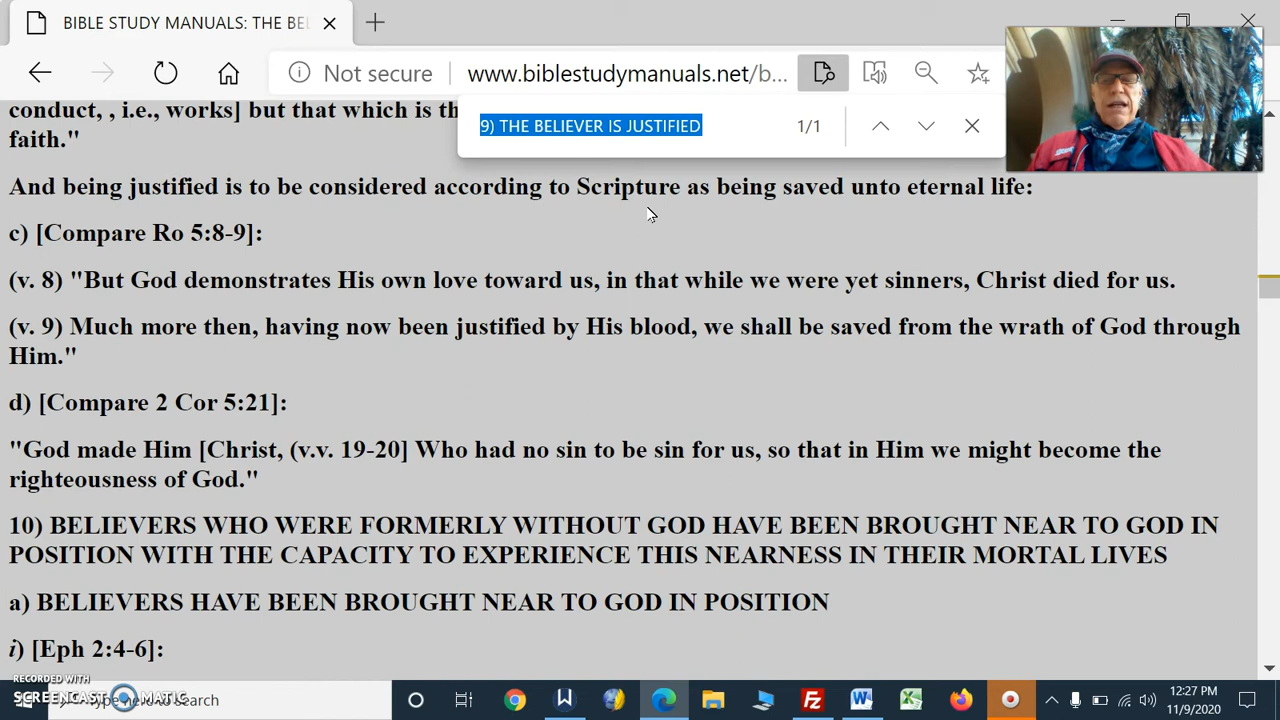 BIBLE STUDY MANUALS: THE BEL
Not secure
www.biblestudymanuals.net/b...
9) THE BELIEVER IS JUSTIFIED 1/1
conduct, , i.e., works] but that which is th
faith."
And being justified is to be considered according to Scripture as being saved unto eternal life:
c) [Compare Ro 5:8-9]:
(v. 8) "But God demonstrates His own love toward us, in that while we were yet sinners, Christ died for us.
(v. 9) Much more then, having now been justified by His blood, we shall be saved from the wrath of God through
Him."
d) [Compare 2 Cor 5:21]:
"God made Him [Christ, (v.v. 19-20] Who had no sin to be sin for us, so that in Him we might become the
righteousness of God."
10) BELIEVERS WHO WERE FORMERLY WITHOUT GOD HAVE BEEN BROUGHT NEAR TO GOD IN
POSITION WITH THE CAPACITY TO EXPERIENCE THIS NEARNESS IN THEIR MORTAL LIVES
a) BELIEVERS HAVE BEEN BROUGHT NEAR TO GOD IN POSITION
i) [Eph 2:4-6]:
RECORDED WITH
SCREENCAST MATIC
Type here to search
12:27 PM
11/9/2020